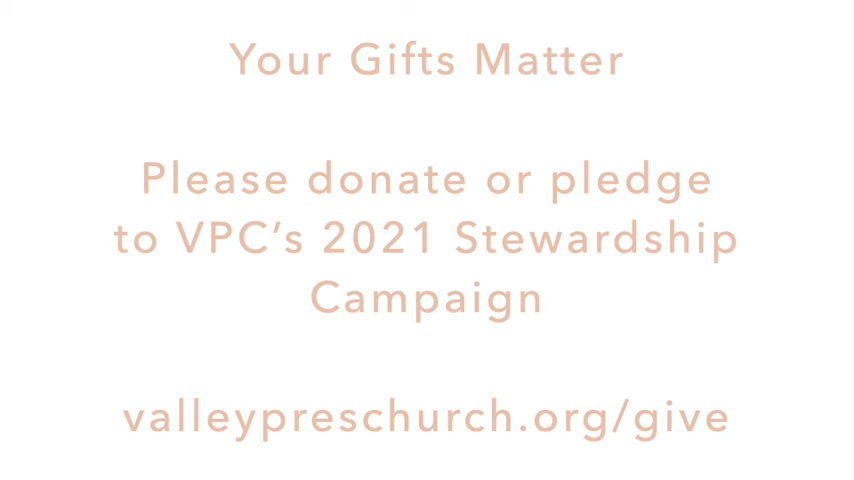 Your Gifts Matter
Please donate or pledge
to VPC’s 2021 Stewardship
Campaign
valleypreschurch.org/give